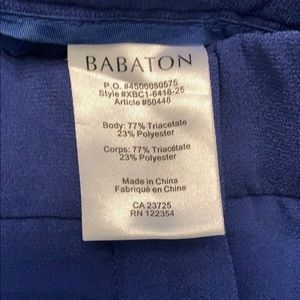 BABATON
P.O. #4500050575
Style #XBC1-6416-25
Article #50448
Body: 77% Triacetate
23% Polyester
Corps: 77% Triacétate
23% Polyester
Made in China
Fabriqué en Chine
CA 23725
RN 122354